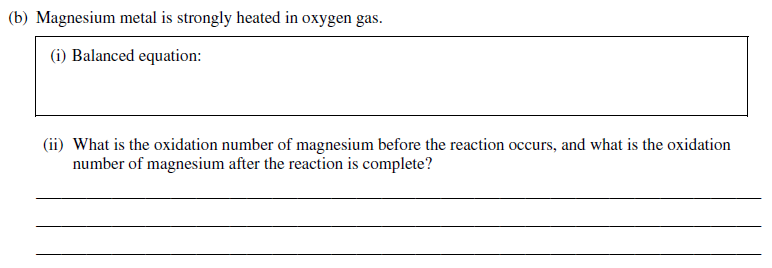 (b) Magnesium metal is strongly heated in oxygen gas.
(i) Balanced equation:
(ii) What is the oxidation number of magnesium before the reaction occurs, and what is the oxidation
number of magnesium after the reaction is complete?